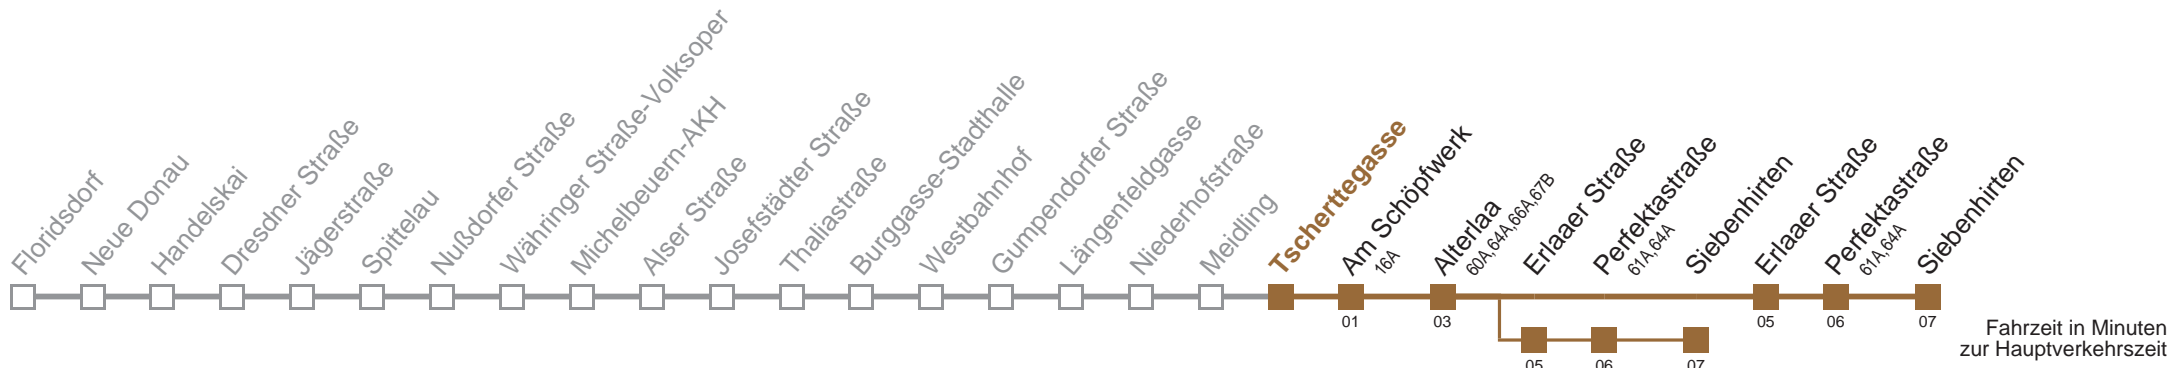 Floridsdorf
Neue Donau
Handelskai
Dresdner Straße
Jägerstraße
Spittelau
Nußdorfer Straße
Währinger Straße-Volksoper
Michelbeuern-AKH
Alser Straße
Josefstädter Straße
Thaliastraße
Burggasse-Stadthalle
Westbahnhof
Gumpendorfer Straße
Längenfeldgasse
Niederhofstraße
Meidling
Tscherttegasse
Am Schöpfwerk
16A
Alterlaa
60A,64A,66A,67B
Erlaaer Straße
Perfektastraße
61A,64A
Siebenhirten
Erlaaer Straße
Perfektastraße
61A,64A
Siebenhirten
01
03
05
06
07
05
06
07
Fahrzeit in Minuten
zur Hauptverkehrszeit